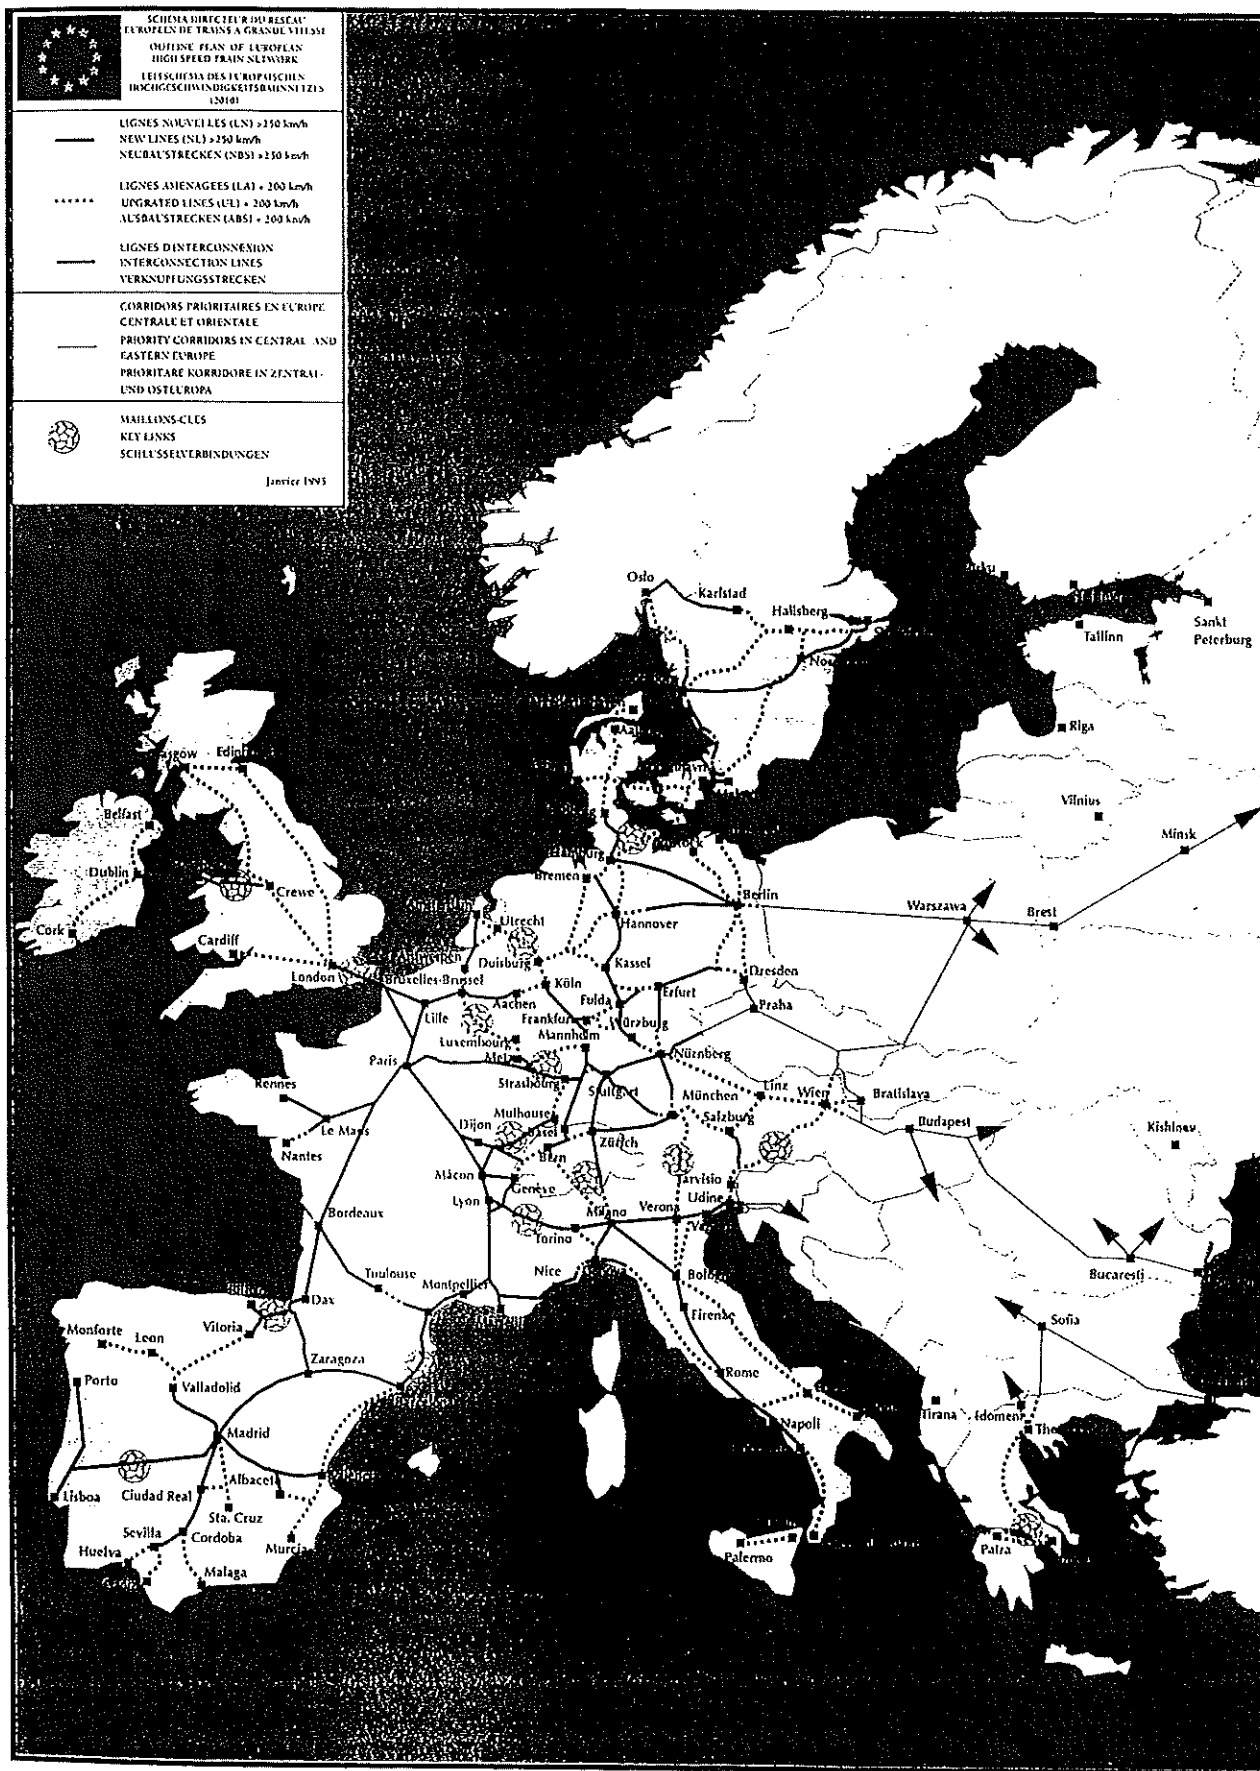 SCHEMA DIRECTEUR DU RESEAU
EUROPEEN DE TRAINS A GRANDE VITESSE
OUTLINE PLAN OF EUROPEAN
HIGH SPEED TRAIN NETWORK
LEITSCHEMA DES EUROPAISCHEN
HOCHGESCHWINDIGKEITSBAHNNETZES
(2010)
LIGNES NOUVELLES (LN) >250 km/h
NEW LINES (NL) >250 km/h
NEUBAUSTRECKEN (NBS) >250 km/h
LIGNES AMENAGEES (LA) + 200 km/h
UPGRATED LINES (UL) + 200 km/h
AUSBAUSTRECKEN (ABS) + 200 km/h
LIGNES D'INTERCONNEXION
INTERCONNECTION LINES
VERKNUPFUNGSSTRECKEN
CORRIDORS PRIORITAIRES EN EUROPE
CENTRALE ET ORIENTALE
PRIORITY CORRIDORS IN CENTRAL AND
EASTERN EUROPE
PRIORITARE KORRIDORE IN ZENTRAL-
UND OSTEUROPA
MAILLONS-CLES
KEY LINKS
SCHLUSSELVERBINDUNGEN
Janvier 1995
Oslo
Karlstad
Hallsberg
Tallinn
Sankt
Peterburg
Riga
Vilnius
Minsk
Belfast
Dublin
Cork
Crewe
Cardiff
London
Utrecht
Bremen
Hannover
Berlin
Warszawa
Brest
Duisburg
Bruxelles-Brussel
Kassel
Dresden
Köln
Aachen
Lille
Fulda
Erfurt
Praha
Frankfurt
Würzburg
Luxembourg
Mannheim
Metz
Nürnberg
Paris
Strasbourg
Stuttgart
Rennes
Le Mans
Nantes
Mulhouse
München
Linz
Wien
Bratislava
Salzburg
Budapest
Kishinev
Dijon
Basel
Zürich
Bern
Mâcon
Genève
Tarvisio
Udine
Lyon
Milano
Verona
Torino
Bordeaux
Toulouse
Montpellier
Nice
Bologna
Bucaresti
Dax
Firenze
Sofia
Vitoria
Monforte
Leon
Zaragoza
Porto
Valladolid
Rome
Madrid
Napoli
Tirana
Idomeni
Albacete
Lisboa
Ciudad Real
Sta. Cruz
Sevilla
Cordoba
Huelva
Murcia
Malaga
Palermo
Patra